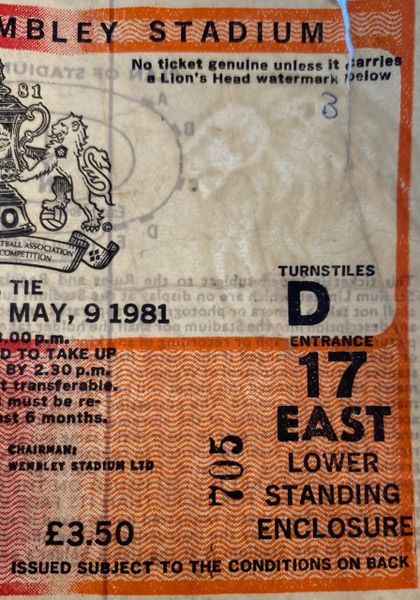 MBLEY STADIUM
No ticket genuine unless it carries
a Lion's Head watermark below
81
B
TBALL ASSOCIATION
COMPETITION
TIE
MAY, 9 1981
.00 p.m.
D TO TAKE UP
BY 2.30 p.m.
t transferable.
l must be re-
ast 6 months.
CHAIRMAN:
WEMBLEY STADIUM LTD
£3.50
TURNSTILES
D
ENTRANCE
17
EAST
LOWER
STANDING
ENCLOSURE
705
ISSUED SUBJECT TO THE CONDITIONS ON BACK